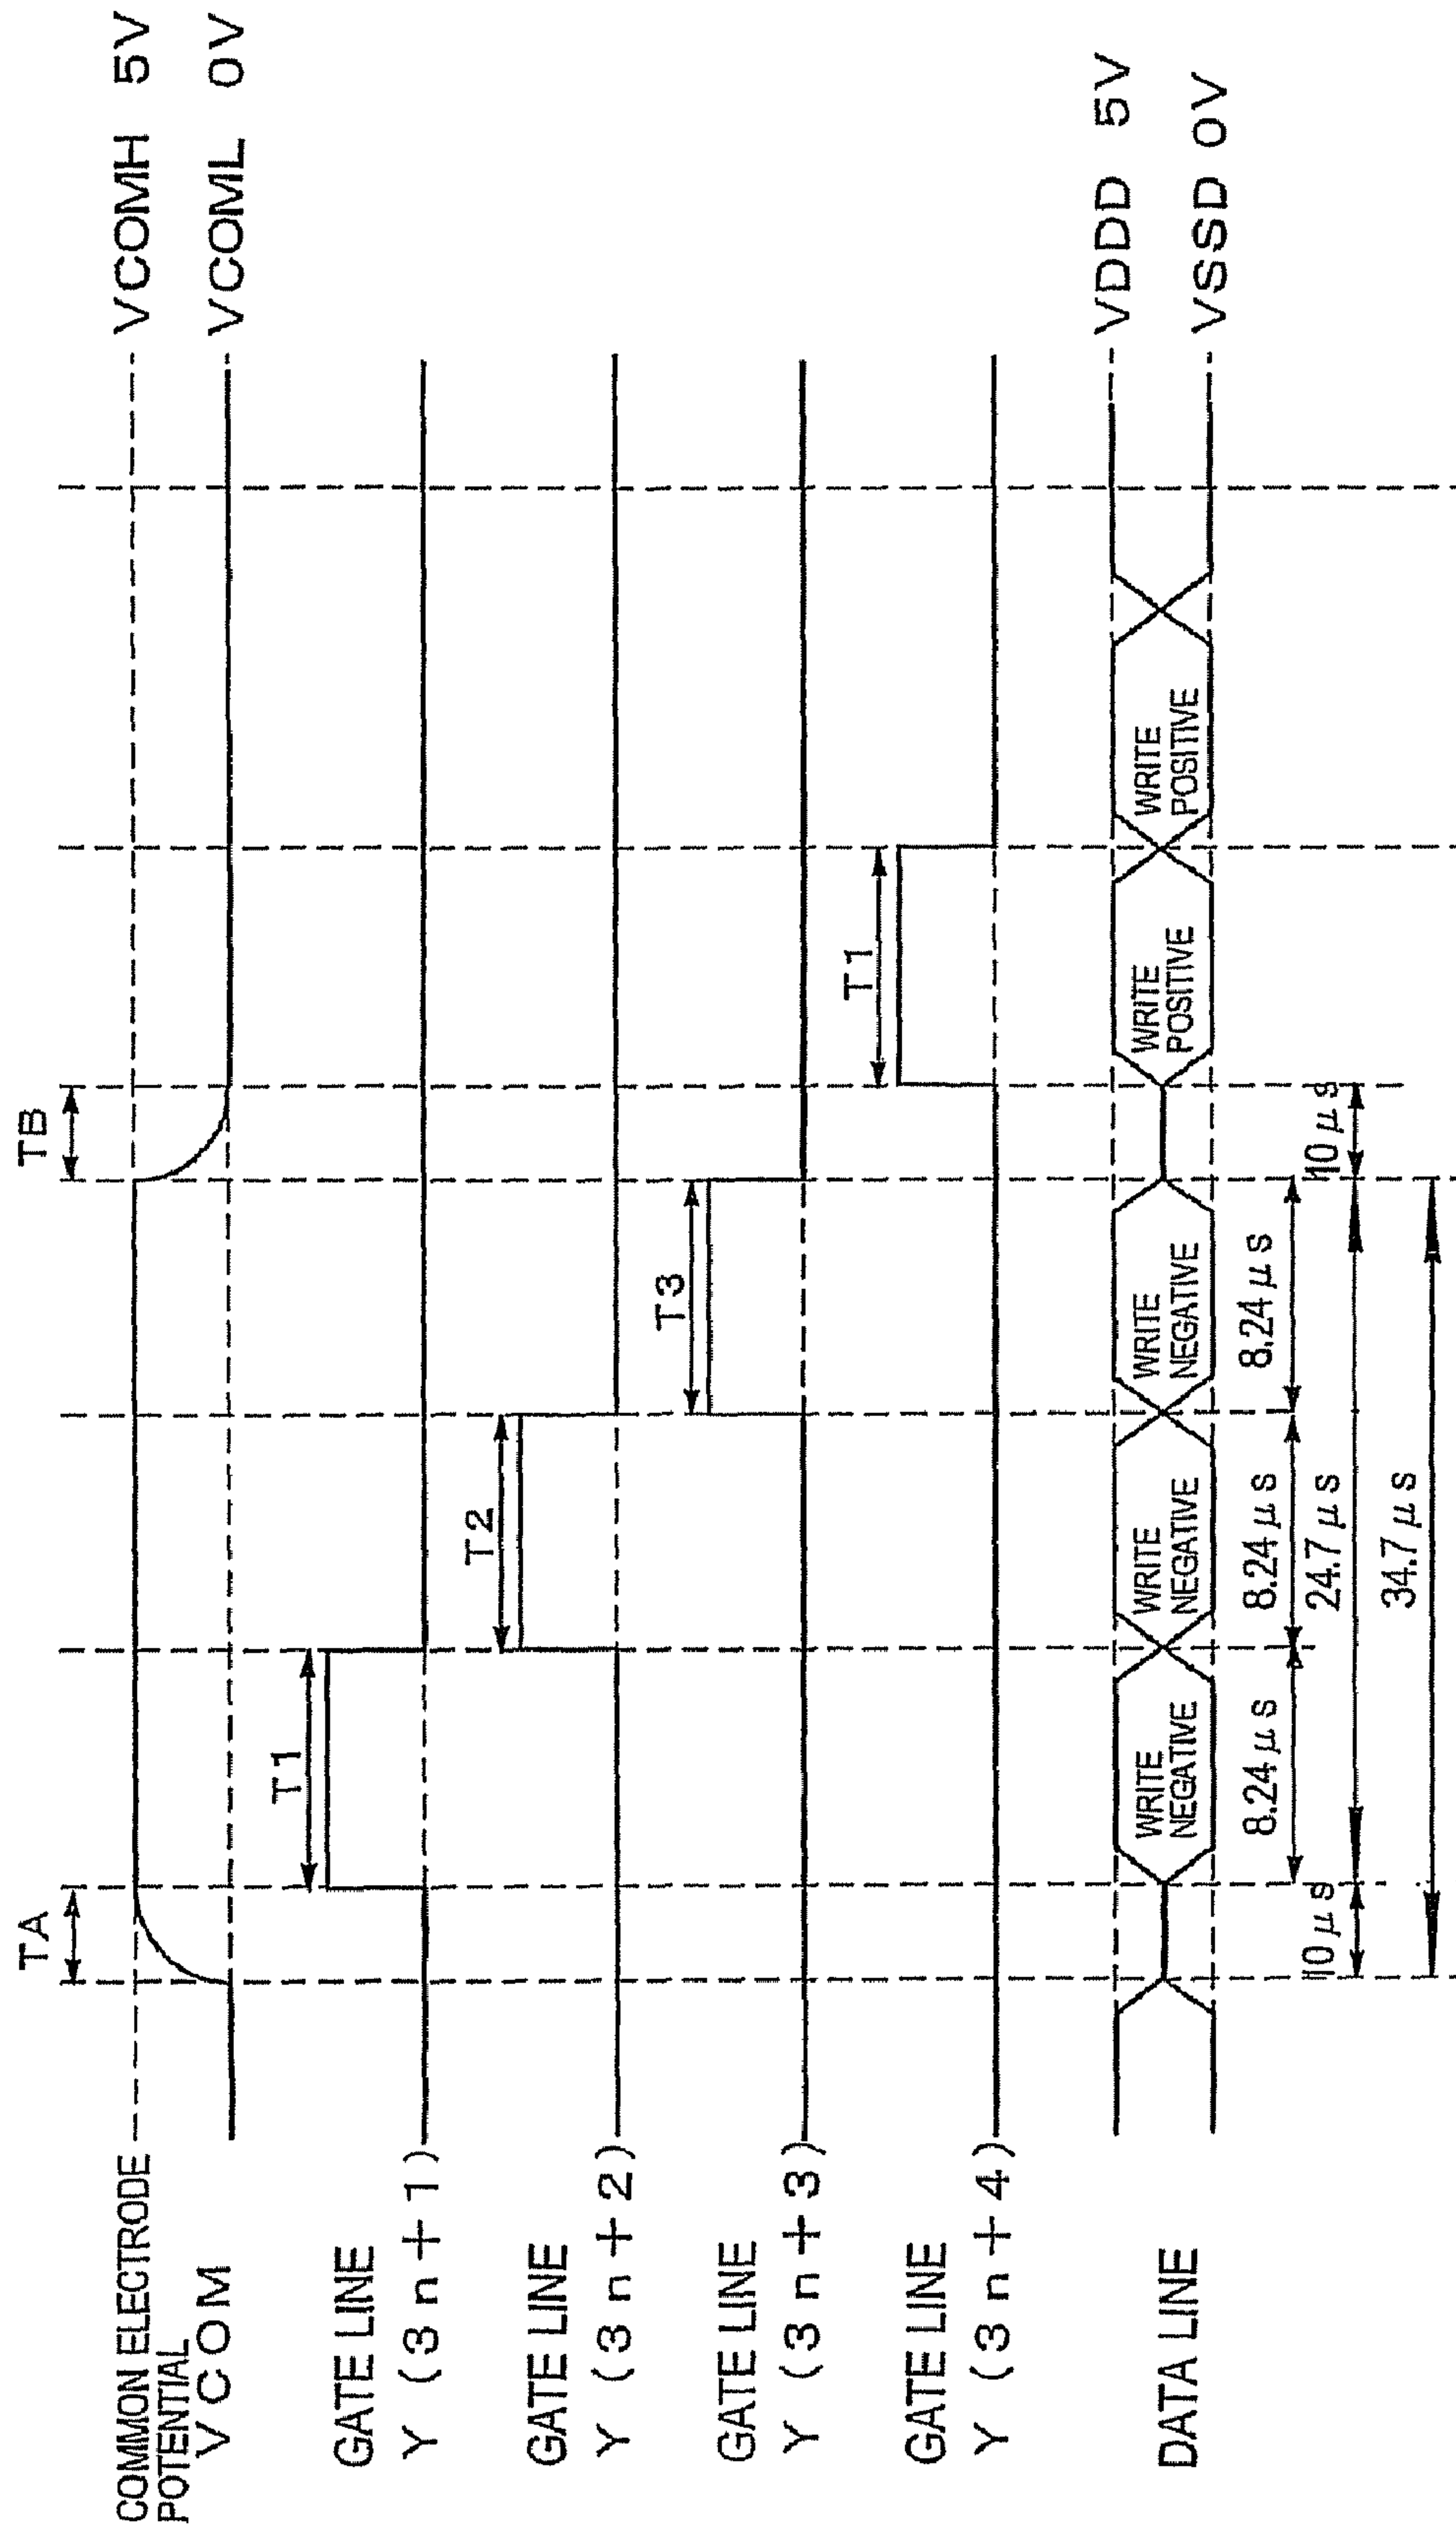 TA
TB
COMMON ELECTRODE
POTENTIAL
VCOM
VCOMH 5V
VCOML 0V
T1
GATE LINE
Y (3n+1)
T2
GATE LINE
Y (3n+2)
T3
GATE LINE
Y (3n+3)
T1
GATE LINE
Y (3n+4)
DATA LINE
WRITE
NEGATIVE
WRITE
NEGATIVE
WRITE
NEGATIVE
WRITE
POSITIVE
WRITE
POSITIVE
VDDD 5V
VSSD 0V
8.24μs
8.24μs
8.24μs
10μs
24.7μs
10μs
34.7μs